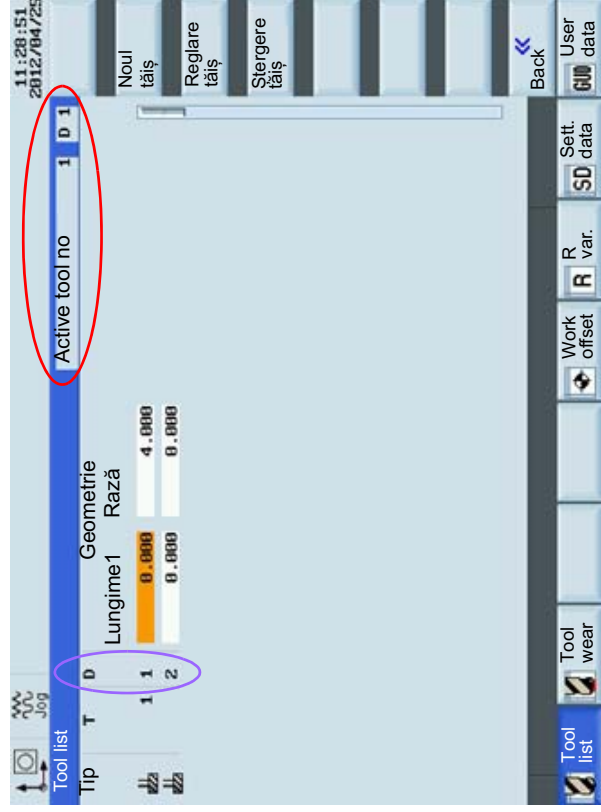 11:28:51
2012/04/25
Jog
Tool list
Active tool no 1 D 1
Tip T D Geometrie
Lungime1 Rază
1 1 0.000 4.000
2 0.000 0.000
Noul
tăiș
Reglare
tăiș
Stergere
tăiș
«
Back
Tool
list
Tool
wear
Work
offset
R R
var.
SD Sett.
data
GUD User
data